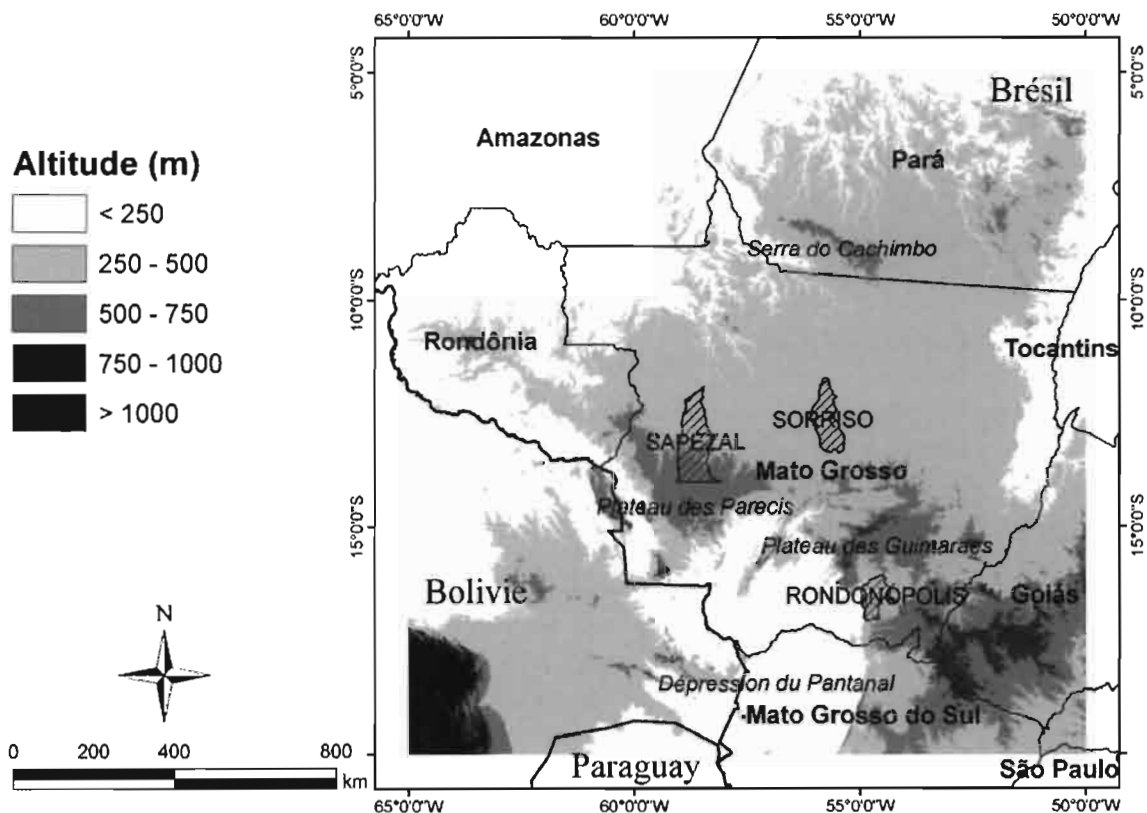 65°0'0"W 60°0'0"W 55°0'0"W 50°0'0"W
5°0'0"S 5°0'0"S
Brésil
Amazonas
Pará
Altitude (m)
< 250
250 - 500
500 - 750
750 - 1000
> 1000
Serra do Cachimbo
10°0'0"S 10°0'0"S
Rondônia
Tocantins
SORRISO
SAPEZAL
Mato Grosso
Plateau des Parecis
15°0'0"S 15°0'0"S
Plateau des Guimarães
Bolivie
RONDONOPOLIS
Goiás
N
Dépression du Pantanal
Mato Grosso do Sul
0 200 400 800
km
Paraguay
São Paulo
65°0'0"W 60°0'0"W 55°0'0"W 50°0'0"W